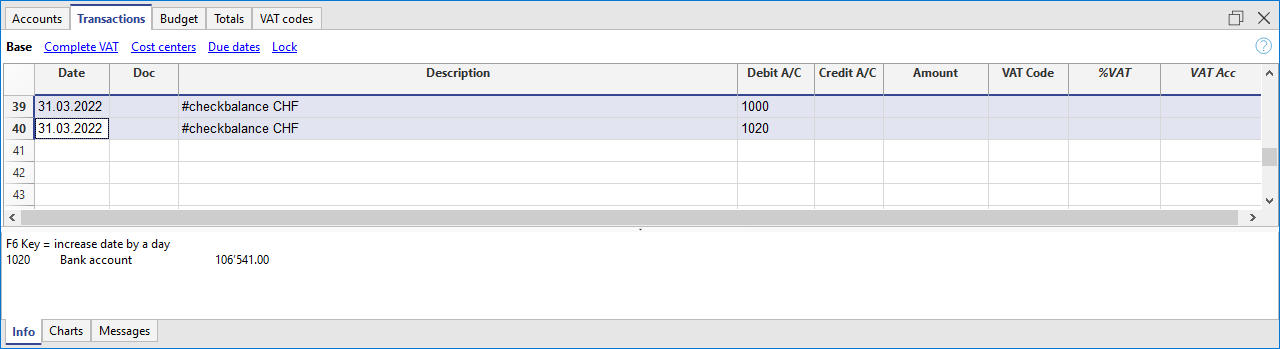 Accounts Transactions Budget Totals VAT codes
Base Complete VAT Cost centers Due dates Lock ?
Date Doc Description Debit A/C Credit A/C Amount VAT Code %VAT VAT Acc
39 31.03.2022 #checkbalance CHF 1000
40 31.03.2022 #checkbalance CHF 1020
41
42
43
F6 Key = increase date by a day
1020 Bank account 106'541.00
Info Charts Messages